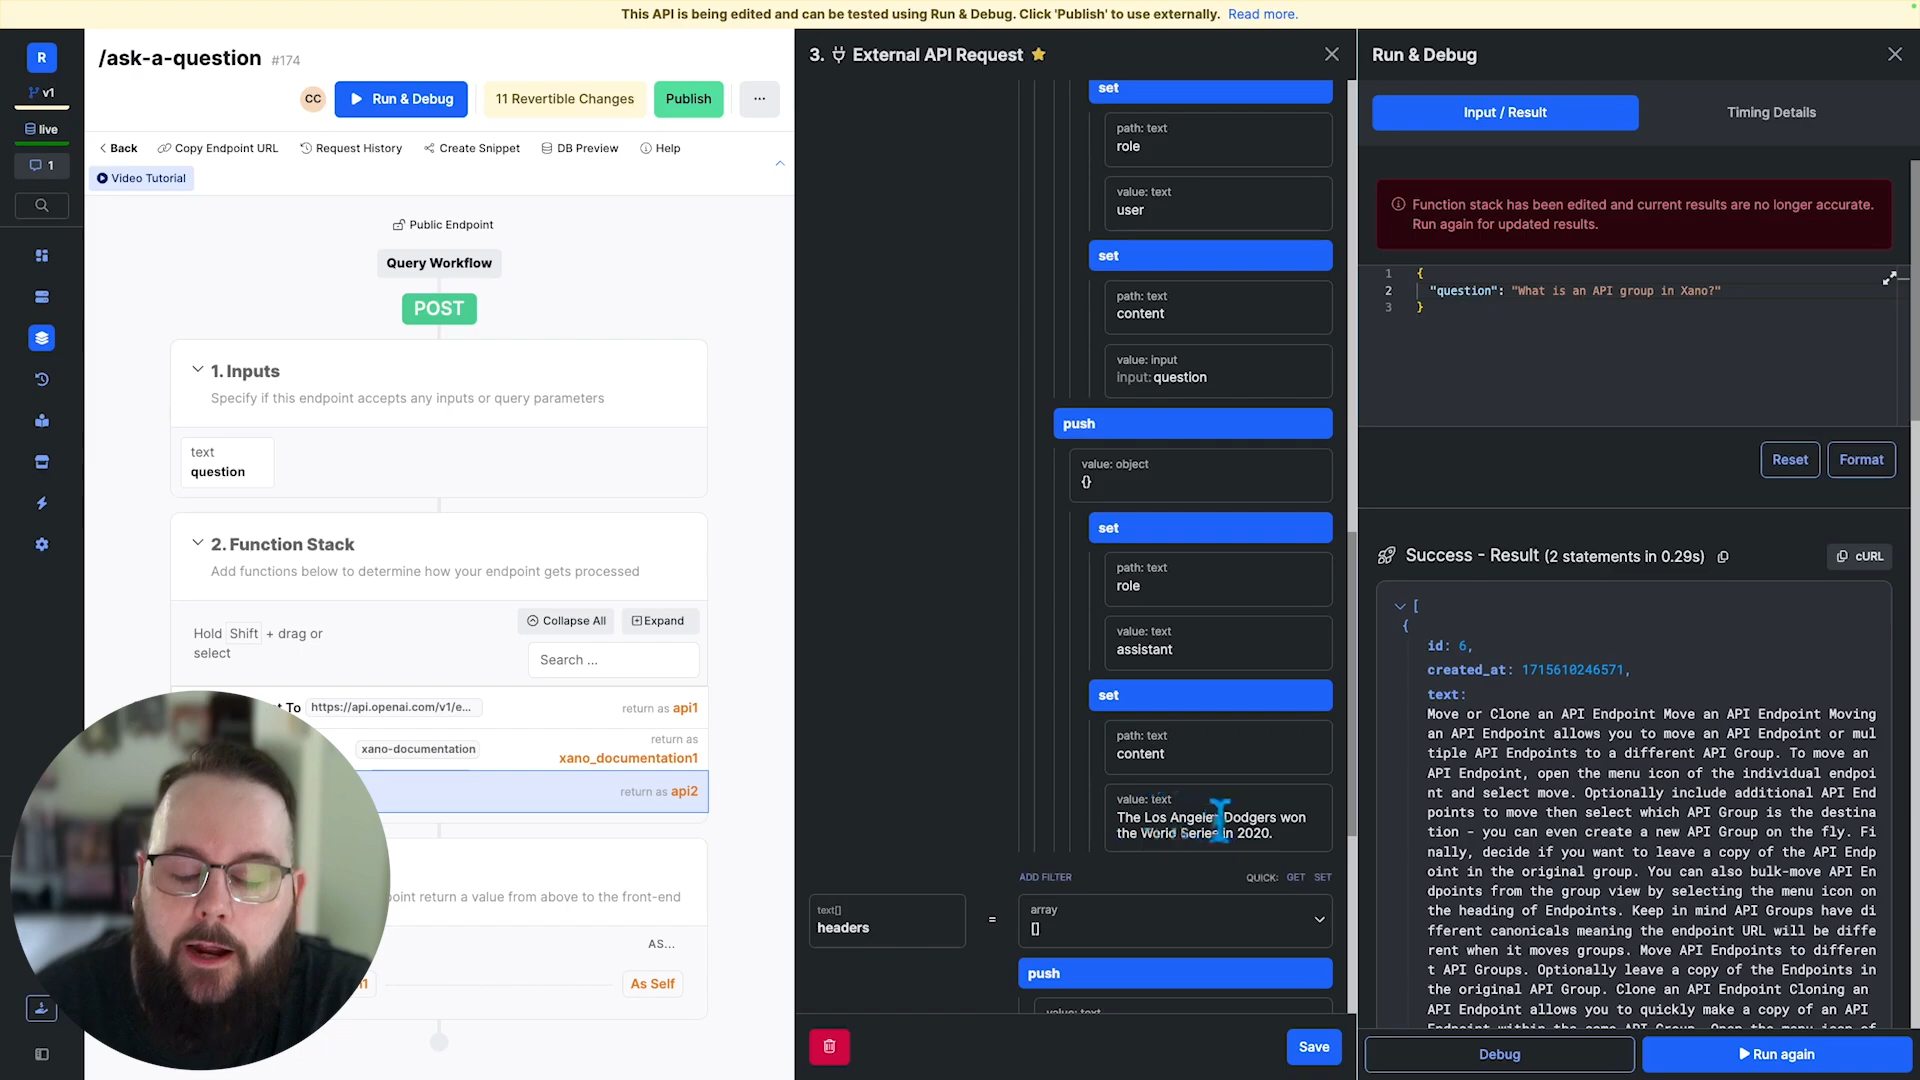 This API is being edited and can be tested using Run & Debug. Click 'Publish' to use externally. Read more.
R
v1
live
1
/ask-a-question #174
CC
Run & Debug
11 Revertible Changes
Publish
...
Back
Copy Endpoint URL
Request History
Create Snippet
DB Preview
Help
Video Tutorial
Public Endpoint
Query Workflow
POST
1. Inputs
Specify if this endpoint accepts any inputs or query parameters
text
question
2. Function Stack
Add functions below to determine how your endpoint gets processed
Hold Shift + drag or
select
Collapse All
Expand
Search ...
To https://api.openai.com/v1/e... return as api1
xano-documentation
return as
xano_documentation1
return as api2
point return a value from above to the front-end
AS...
As Self
3. External API Request
set
path: text
role
value: text
user
set
path: text
content
value: input
input: question
push
value: object
{}
set
path: text
role
value: text
assistant
set
path: text
content
value: text
The Los Angeles Dodgers won
the World Series in 2020.
ADD FILTER
QUICK: GET SET
text[]
headers
=
array
[]
push
value: text
Save
Run & Debug
Input / Result
Timing Details
Function stack has been edited and current results are no longer accurate.
Run again for updated results.
1 {
2 "question": "What is an API group in Xano?"
3 }
Reset
Format
Success - Result (2 statements in 0.29s)
cURL
[
{
id: 6,
created_at: 1715610246571,
text:
Move or Clone an API Endpoint Move an API Endpoint Moving
an API Endpoint allows you to move an API Endpoint or mul
tiple API Endpoints to a different API Group. To move an
API Endpoint, open the menu icon of the individual endpoi
nt and select move. Optionally include additional API End
points to move then select which API Group is the destina
tion - you can even create a new API Group on the fly. Fi
nally, decide if you want to leave a copy of the API Endp
oint in the original group. You can also bulk-move API En
dpoints from the group view by selecting the menu icon on
the heading of Endpoints. Keep in mind API Groups have di
fferent canonicals meaning the endpoint URL will be diffe
rent when it moves groups. Move API Endpoints to differen
t API Groups. Optionally leave a copy of the Endpoints in
the original API Group. Clone an API Endpoint Cloning an
API Endpoint allows you to quickly make a copy of an API
Endpoint within the same API Group. Open the menu icon of
Debug
Run again